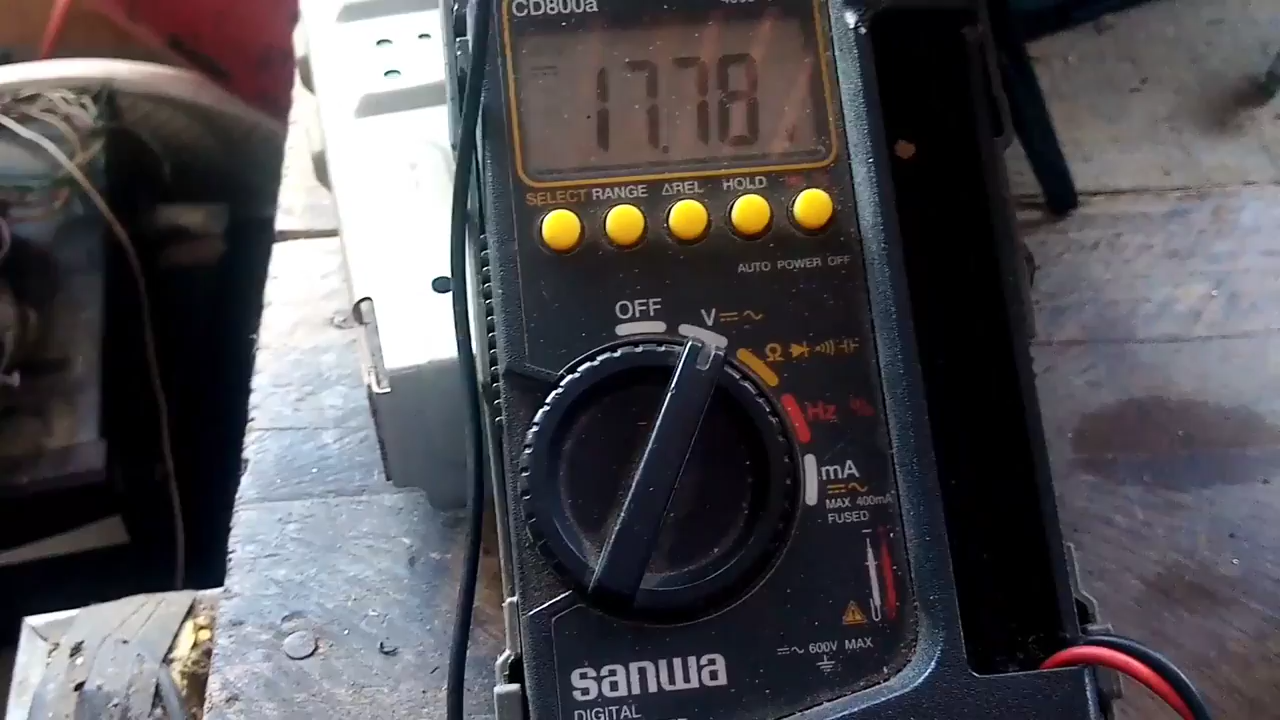 CD800a
17.78
SELECT RANGE ΔREL HOLD
AUTO POWER OFF
OFF
V
Ω
Hz
mA
MAX 400mA
FUSED
600V MAX
sanwa
DIGITAL